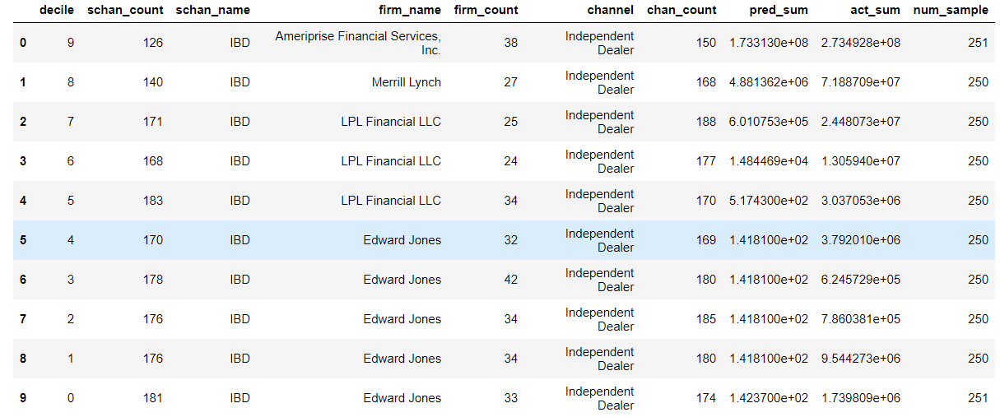 decile schan_count schan_name firm_name firm_count channel chan_count pred_sum act_sum num_sample
0 9 126 IBD Ameriprise Financial Services, Inc. 38 Independent Dealer 150 1.733130e+08 2.734928e+08 251
1 8 140 IBD Merrill Lynch 27 Independent Dealer 168 4.881362e+06 7.188709e+07 250
2 7 171 IBD LPL Financial LLC 25 Independent Dealer 188 6.010753e+05 2.448073e+07 250
3 6 168 IBD LPL Financial LLC 24 Independent Dealer 177 1.484469e+04 1.305940e+07 250
4 5 183 IBD LPL Financial LLC 34 Independent Dealer 170 5.174300e+02 3.037053e+06 250
5 4 170 IBD Edward Jones 32 Independent Dealer 169 1.418100e+02 3.792010e+06 250
6 3 178 IBD Edward Jones 42 Independent Dealer 180 1.418100e+02 6.245729e+05 250
7 2 176 IBD Edward Jones 34 Independent Dealer 185 1.418100e+02 7.860381e+05 250
8 1 176 IBD Edward Jones 34 Independent Dealer 180 1.418100e+02 9.544273e+06 250
9 0 181 IBD Edward Jones 33 Independent Dealer 174 1.423700e+02 1.739809e+06 251